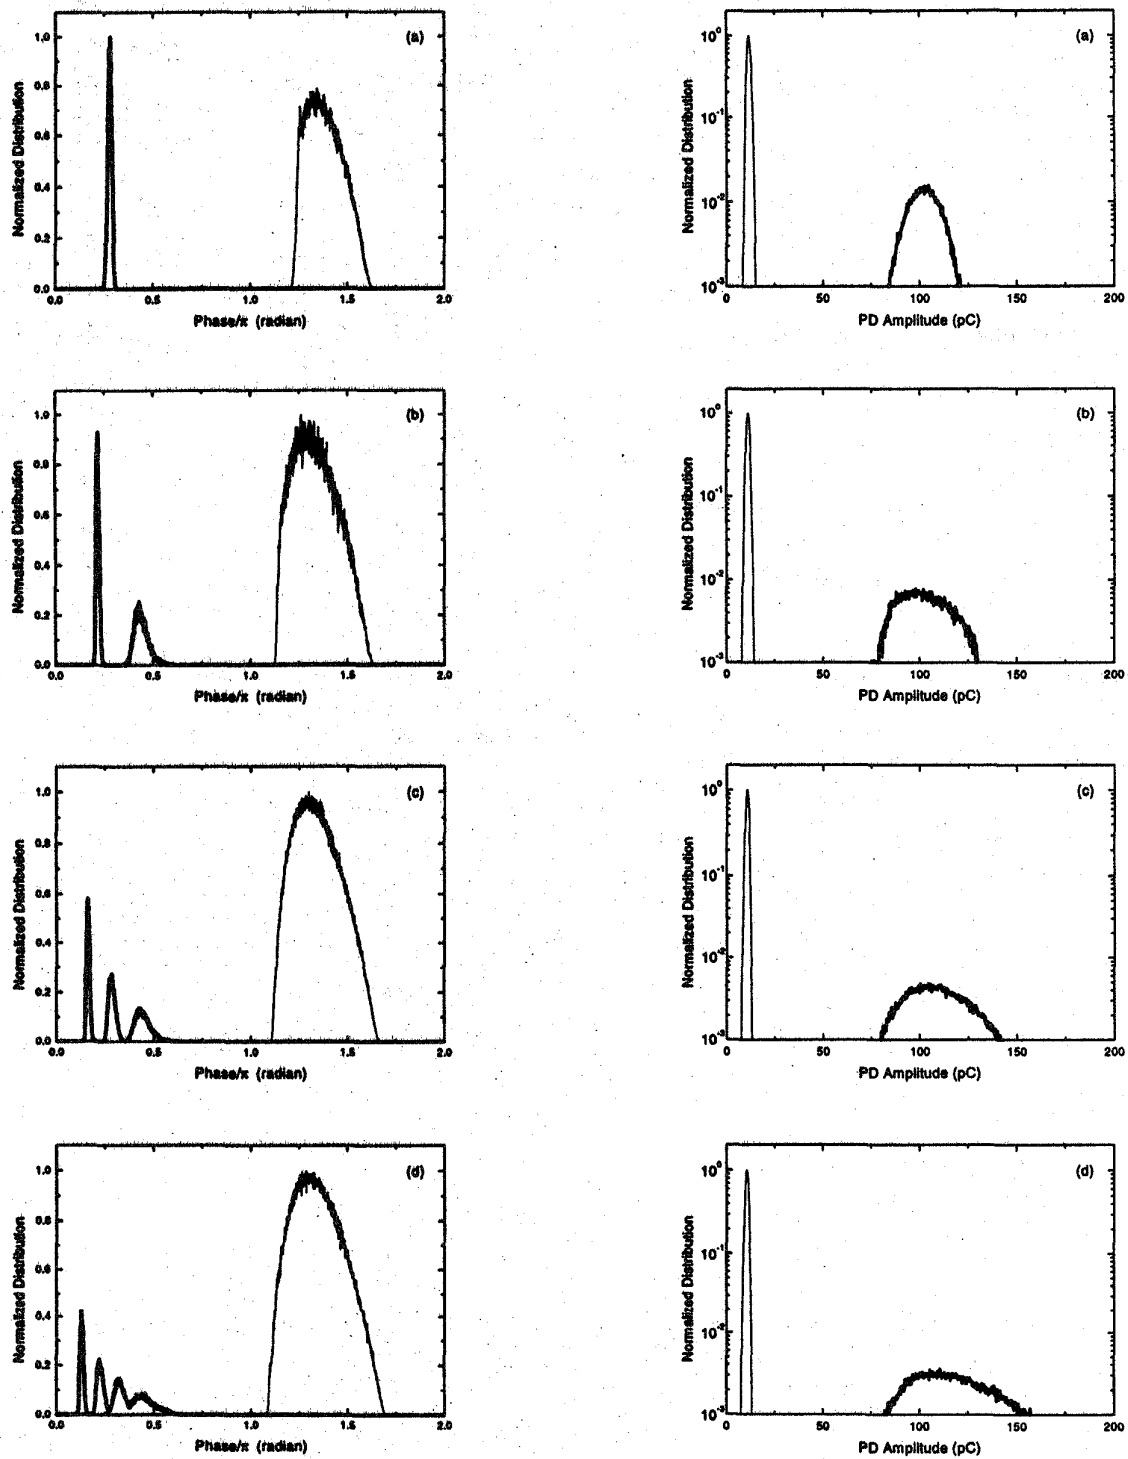 (a)
1.0
0.8
0.6
0.4
0.2
0.0
0.0 0.5 1.0 1.5 2.0
Normalized Distribution
Phase/π (radian)
(a)
10⁰
10⁻¹
10⁻²
10⁻³
0 50 100 150 200
Normalized Distribution
PD Amplitude (pC)
(b)
1.0
0.8
0.6
0.4
0.2
0.0
0.0 0.5 1.0 1.5 2.0
Normalized Distribution
Phase/π (radian)
(b)
10⁰
10⁻¹
10⁻²
10⁻³
0 50 100 150 200
Normalized Distribution
PD Amplitude (pC)
(c)
1.0
0.8
0.6
0.4
0.2
0.0
0.0 0.5 1.0 1.5 2.0
Normalized Distribution
Phase/π (radian)
(c)
10⁰
10⁻¹
10⁻²
10⁻³
0 50 100 150 200
Normalized Distribution
PD Amplitude (pC)
(d)
1.0
0.8
0.6
0.4
0.2
0.0
0.0 0.5 1.0 1.5 2.0
Normalized Distribution
Phase/π (radian)
(d)
10⁰
10⁻¹
10⁻²
10⁻³
0 50 100 150 200
Normalized Distribution
PD Amplitude (pC)